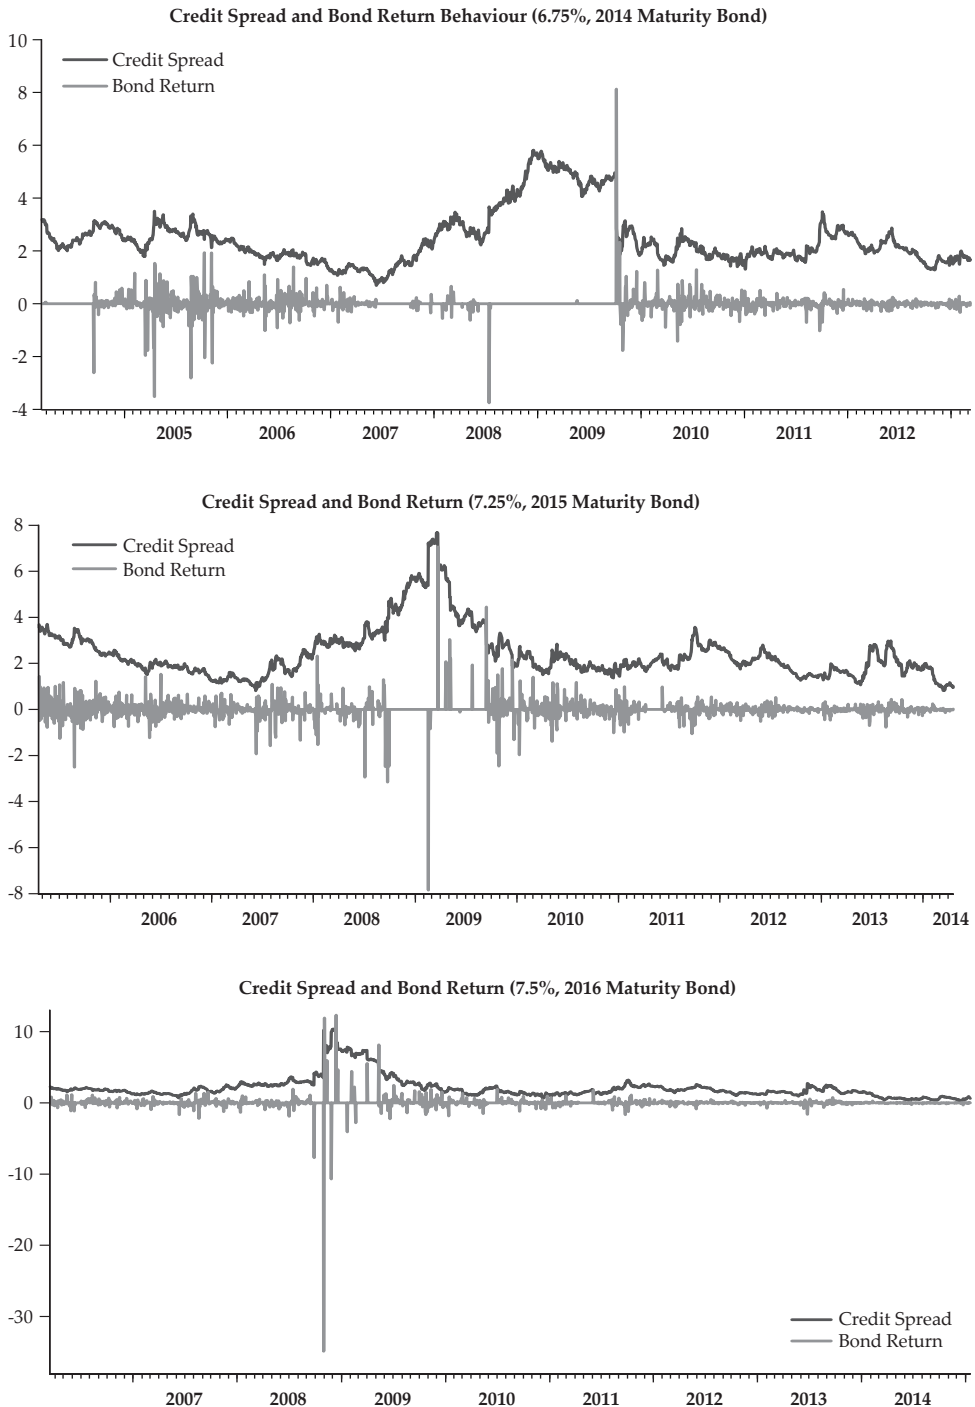 Credit Spread and Bond Return Behaviour (6.75%, 2014 Maturity Bond)
10
8
6
4
2
0
-2
-4
Credit Spread
Bond Return
2005 2006 2007 2008 2009 2010 2011 2012
Credit Spread and Bond Return (7.25%, 2015 Maturity Bond)
8
6
4
2
0
-2
-4
-6
-8
Credit Spread
Bond Return
2006 2007 2008 2009 2010 2011 2012 2013 2014
Credit Spread and Bond Return (7.5%, 2016 Maturity Bond)
10
0
-10
-20
-30
Credit Spread
Bond Return
2007 2008 2009 2010 2011 2012 2013 2014